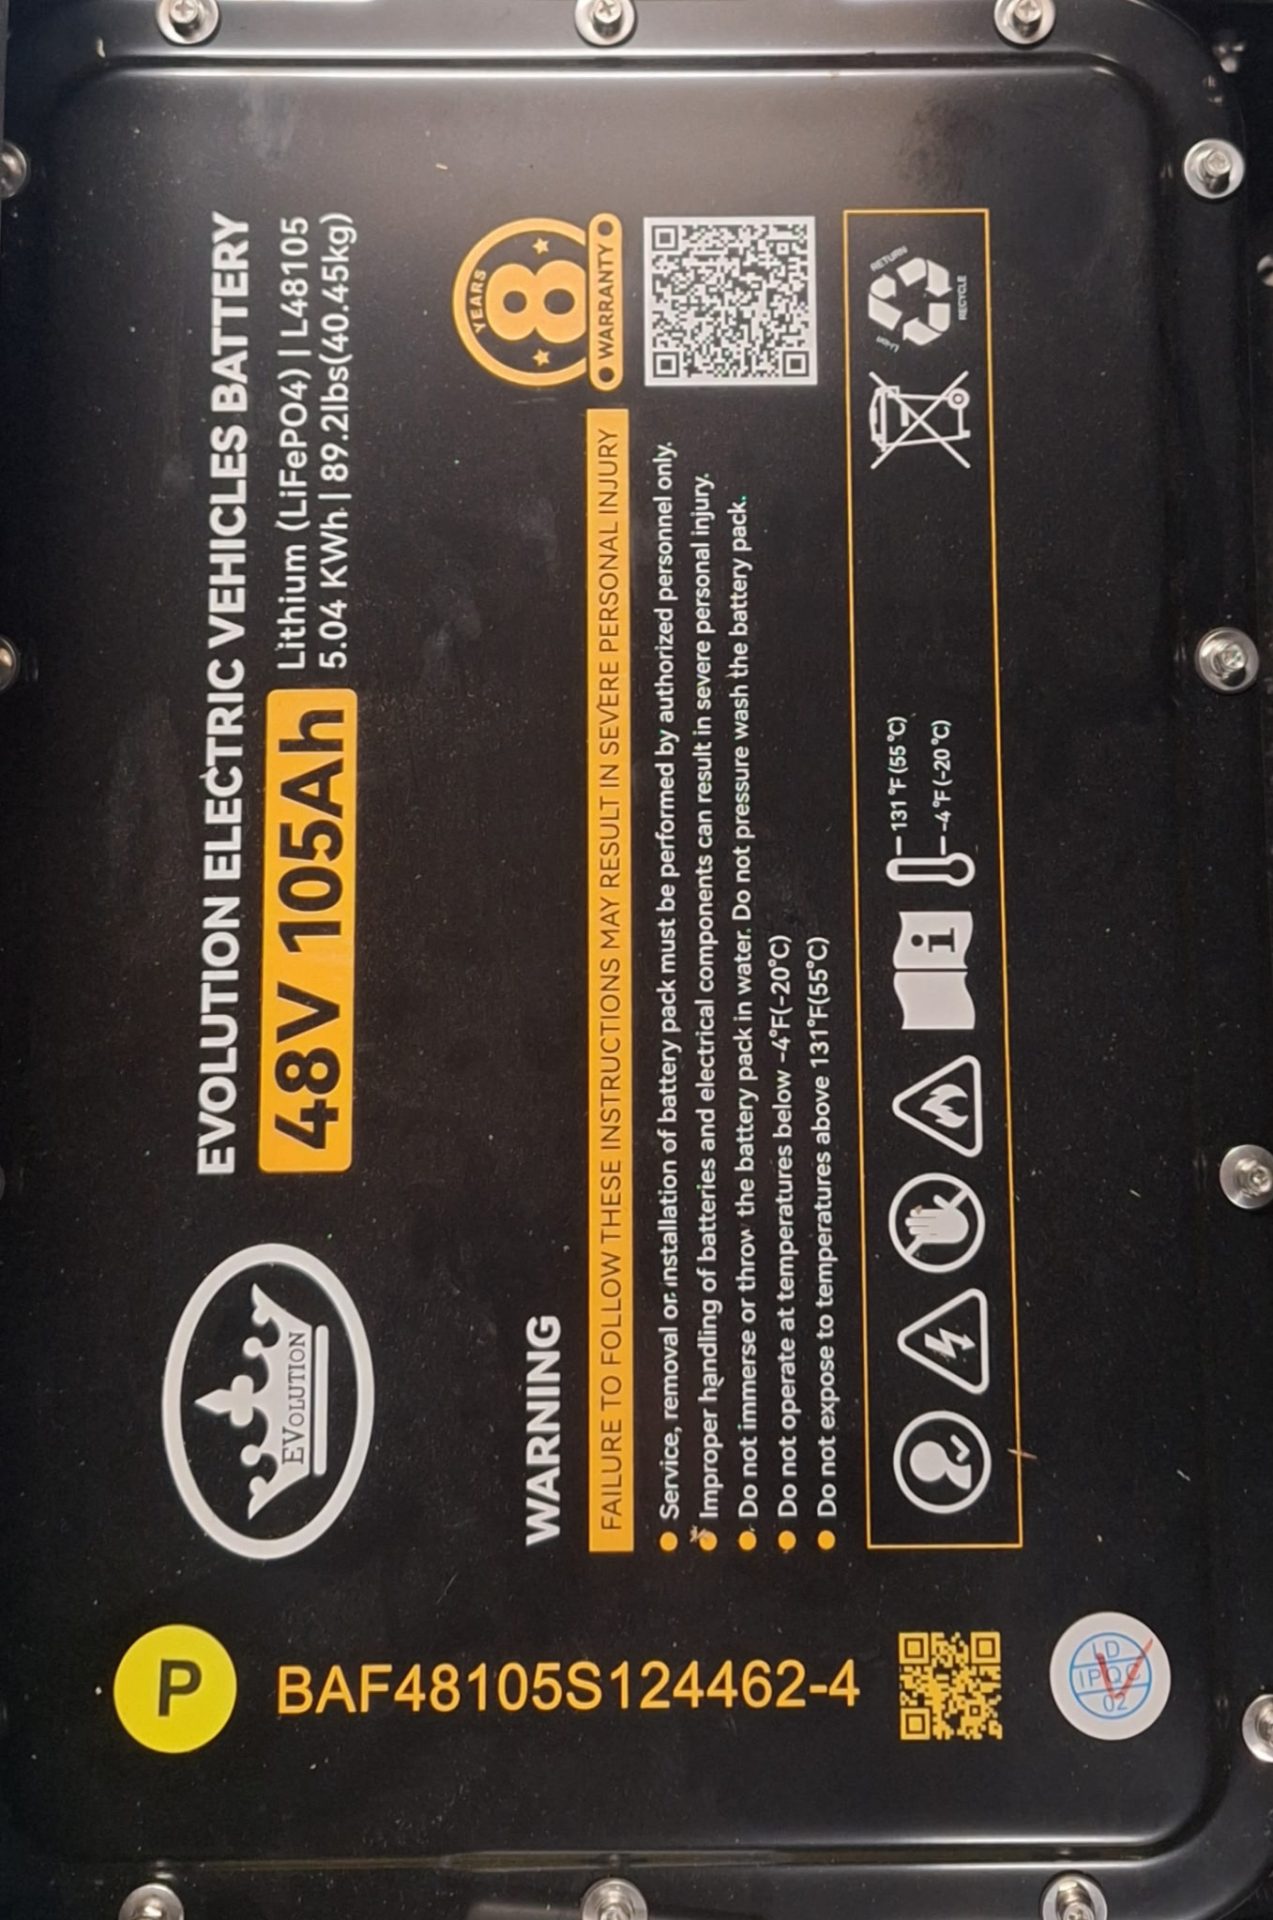 EVOLUTION ELECTRIC VEHICLES BATTERY
48V 105Ah
Lithium (LiFePO4) | L48105
5.04 KWh | 89.2lbs(40.45kg)
EVOLUTION
YEARS
8
WARRANTY
WARNING
FAILURE TO FOLLOW THESE INSTRUCTIONS MAY RESULT IN SEVERE PERSONAL INJURY
Service, removal or installation of battery pack must be performed by authorized personnel only.
Improper handling of batteries and electrical components can result in severe personal injury.
Do not immerse or throw the battery pack in water. Do not pressure wash the battery pack.
Do not operate at temperatures below -4°F(-20°C)
Do not expose to temperatures above 131°F(55°C)
i
131 °F (55 °C)
-4 °F (-20 °C)
RETURN
RECYCLE
Li-ion
P
BAF48105S124462-4
LD
IPQC
02